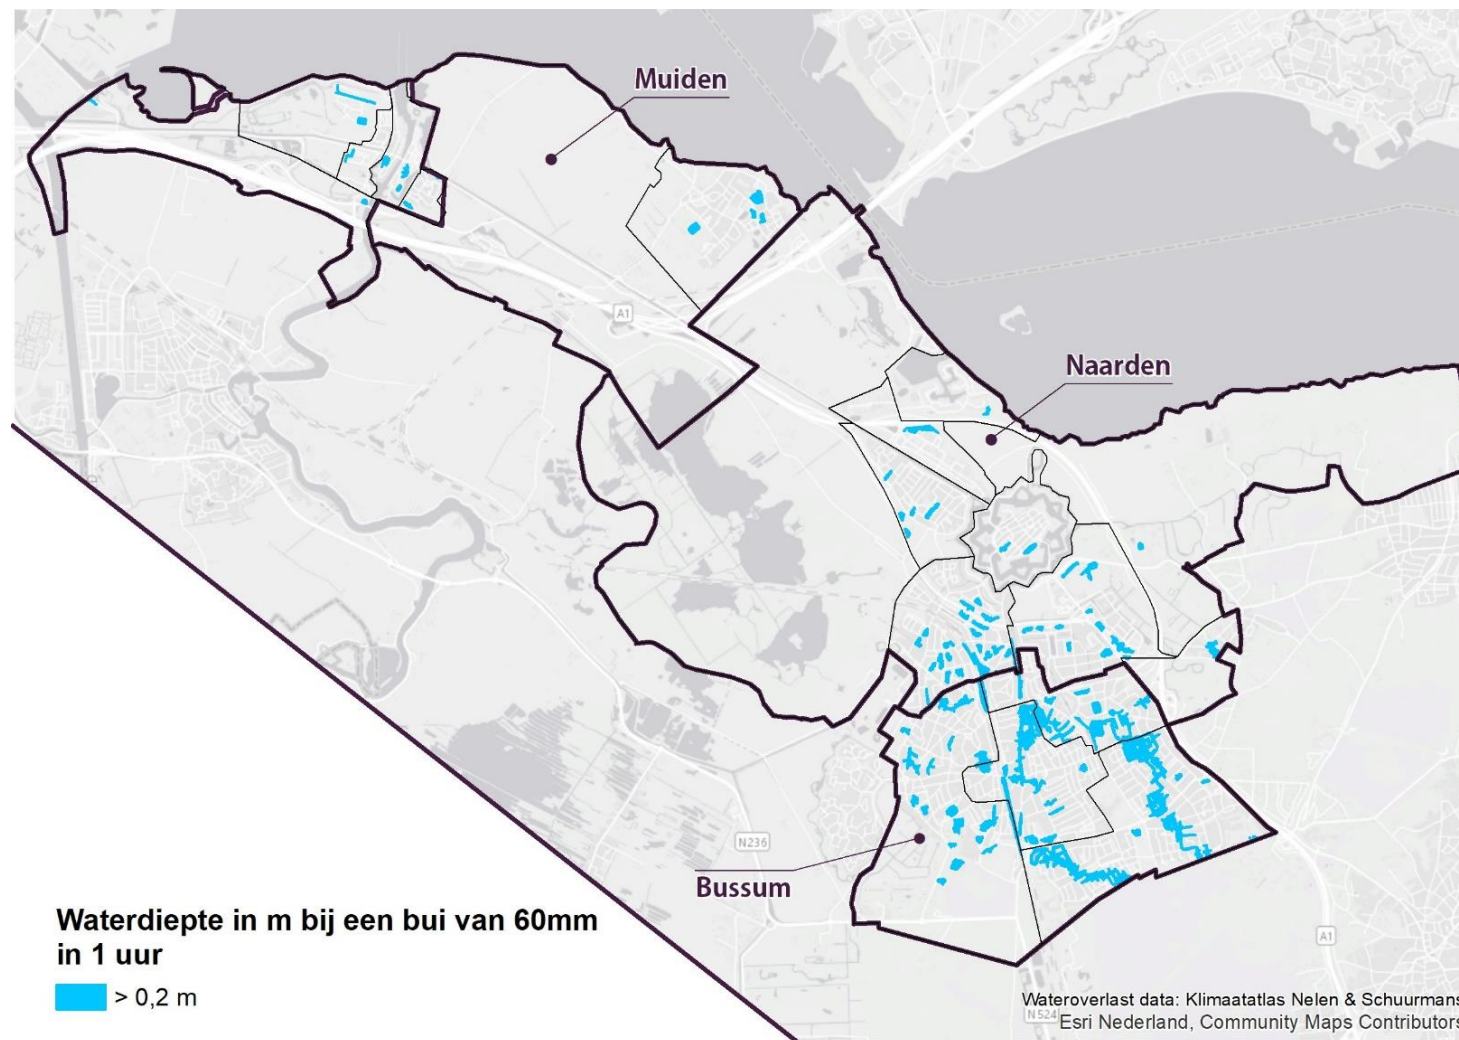 Muiden
A1
Naarden
N236
Bussum
Waterdiepte in m bij een bui van 60mm
in 1 uur
> 0,2 m
A1
Wateroverlast data: Klimaatatlas Nelen & Schuurmans
N524
Esri Nederland, Community Maps Contributors